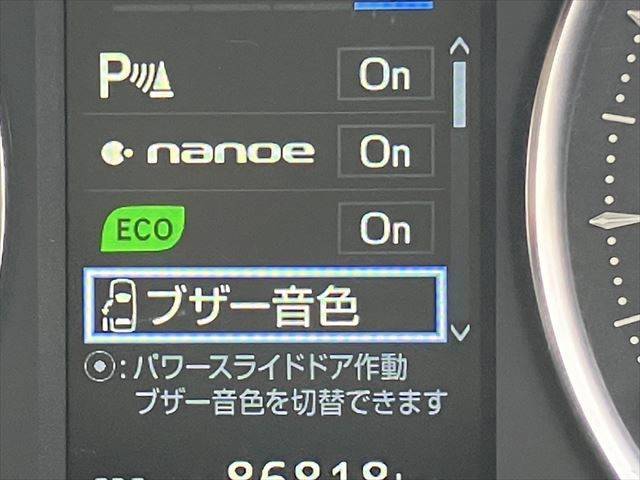 P On
nanoe On
ECO On
ブザー音色
：パワースライドドア作動
ブザー音色を切替できます
86818